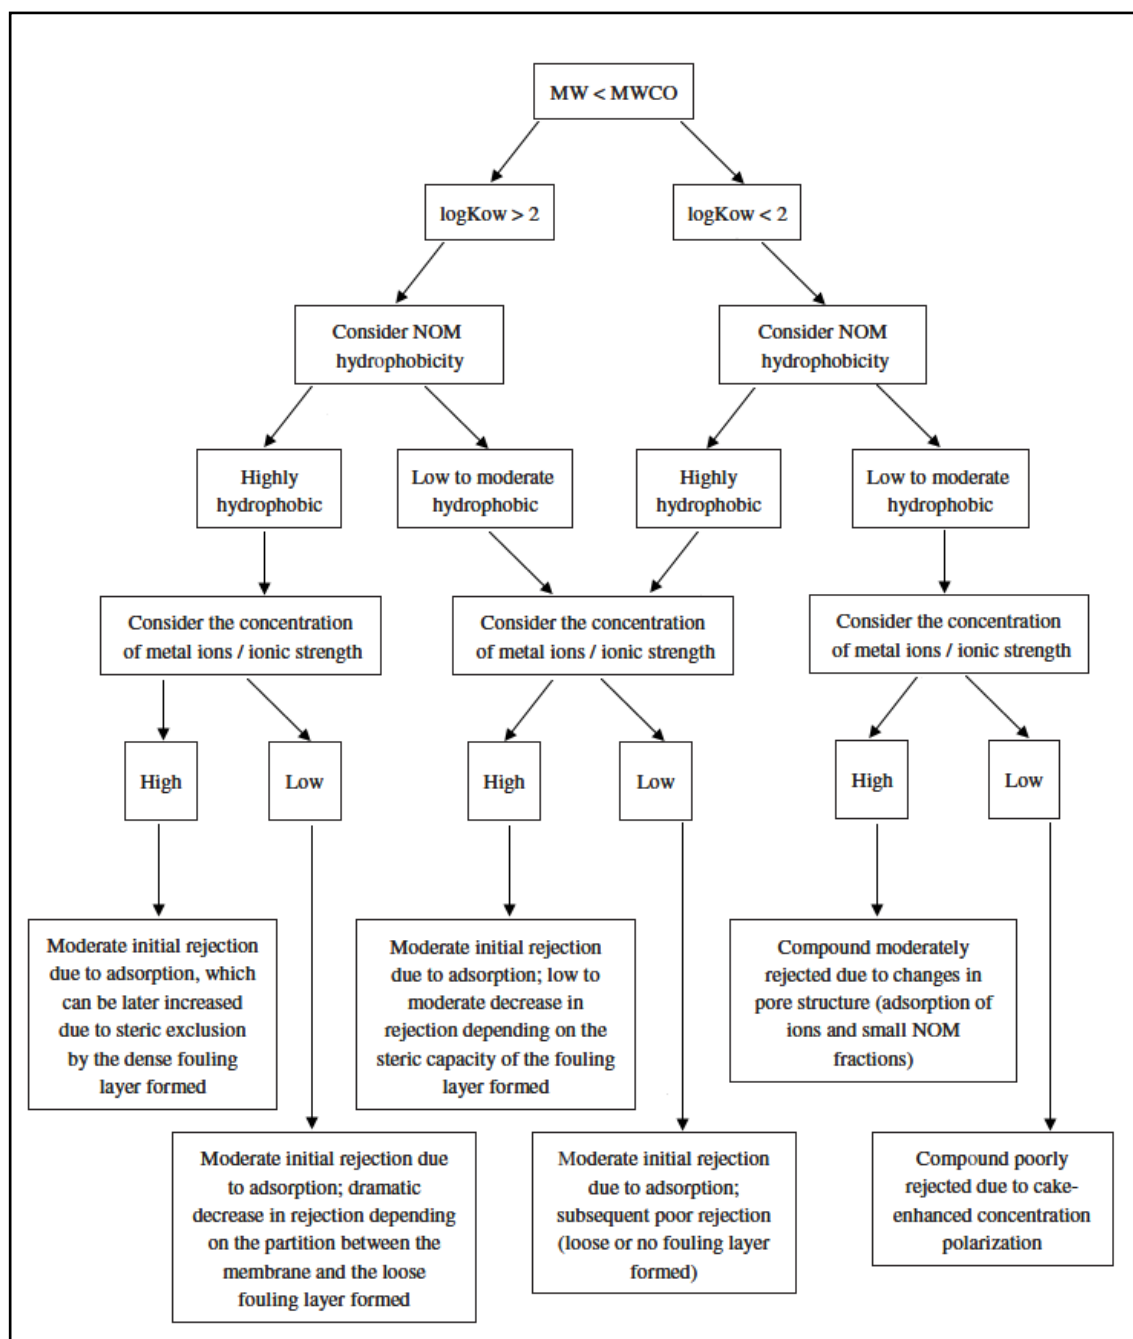 MW < MWCO
logKow > 2
logKow < 2
Consider NOM
hydrophobicity
Consider NOM
hydrophobicity
Highly
hydrophobic
Low to moderate
hydrophobic
Highly
hydrophobic
Low to moderate
hydrophobic
Consider the concentration
of metal ions / ionic strength
Consider the concentration
of metal ions / ionic strength
Consider the concentration
of metal ions / ionic strength
High
Low
High
Low
High
Low
Moderate initial rejection
due to adsorption, which
can be later increased
due to steric exclusion
by the dense fouling
layer formed
Moderate initial rejection
due to adsorption; low to
moderate decrease in
rejection depending on the
steric capacity of the fouling
layer formed
Compound moderately
rejected due to changes in
pore structure (adsorption of
ions and small NOM
fractions)
Moderate initial rejection due
to adsorption; dramatic
decrease in rejection depending
on the partition between the
membrane and the loose
fouling layer formed
Moderate initial rejection
due to adsorption;
subsequent poor rejection
(loose or no fouling layer
formed)
Compound poorly
rejected due to cake-
enhanced concentration
polarization